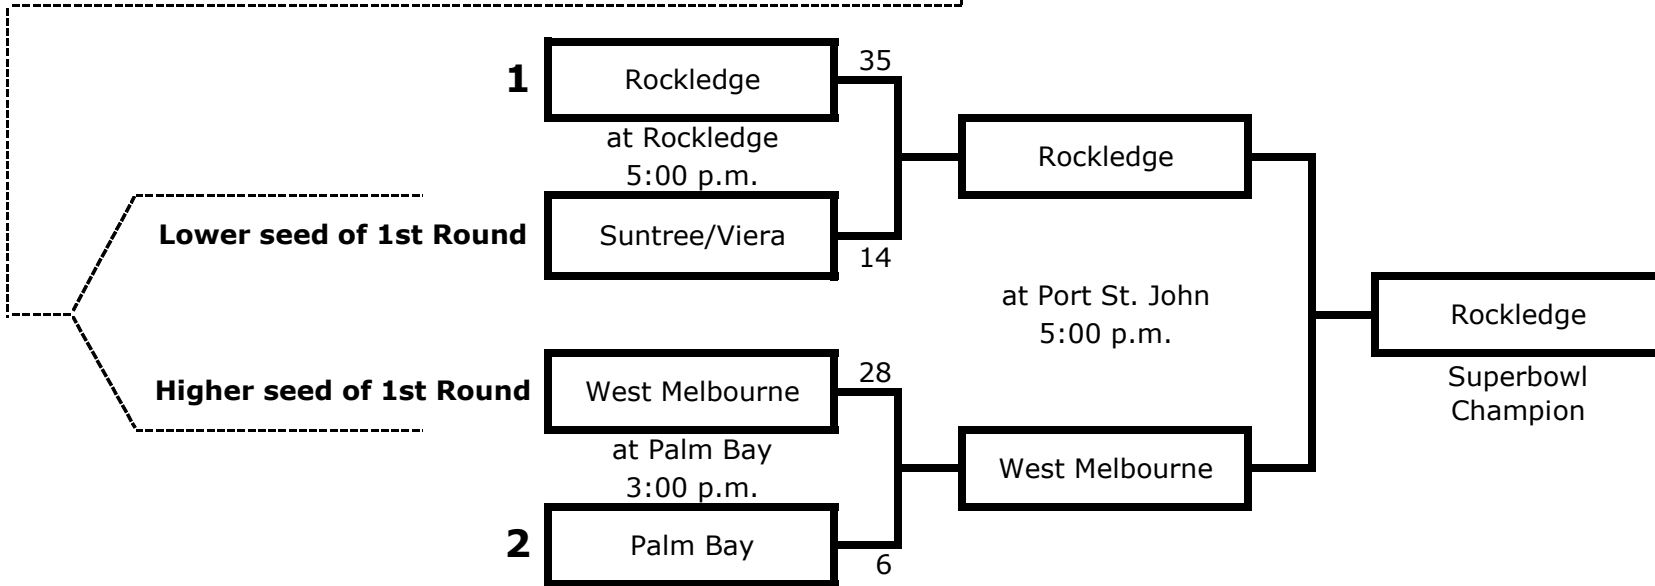 35
1
Rockledge
at Rockledge
5:00 p.m.
Rockledge
Lower seed of 1st Round
Suntree/Viera
14
at Port St. John
5:00 p.m.
Rockledge
Superbowl
Champion
28
Higher seed of 1st Round
West Melbourne
at Palm Bay
3:00 p.m.
West Melbourne
2
Palm Bay
6